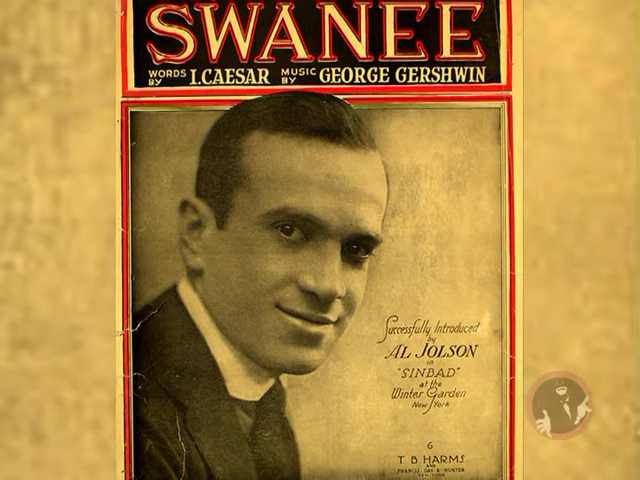 SWANEE
WORDS BY I. CAESAR MUSIC BY GEORGE GERSHWIN
Successfully Introduced
by
AL JOLSON
in
"SINBAD"
at the
Winter Garden
New York
6
T B HARMS
AND
FRANCIS, DAY & HUNTER
NEW YORK